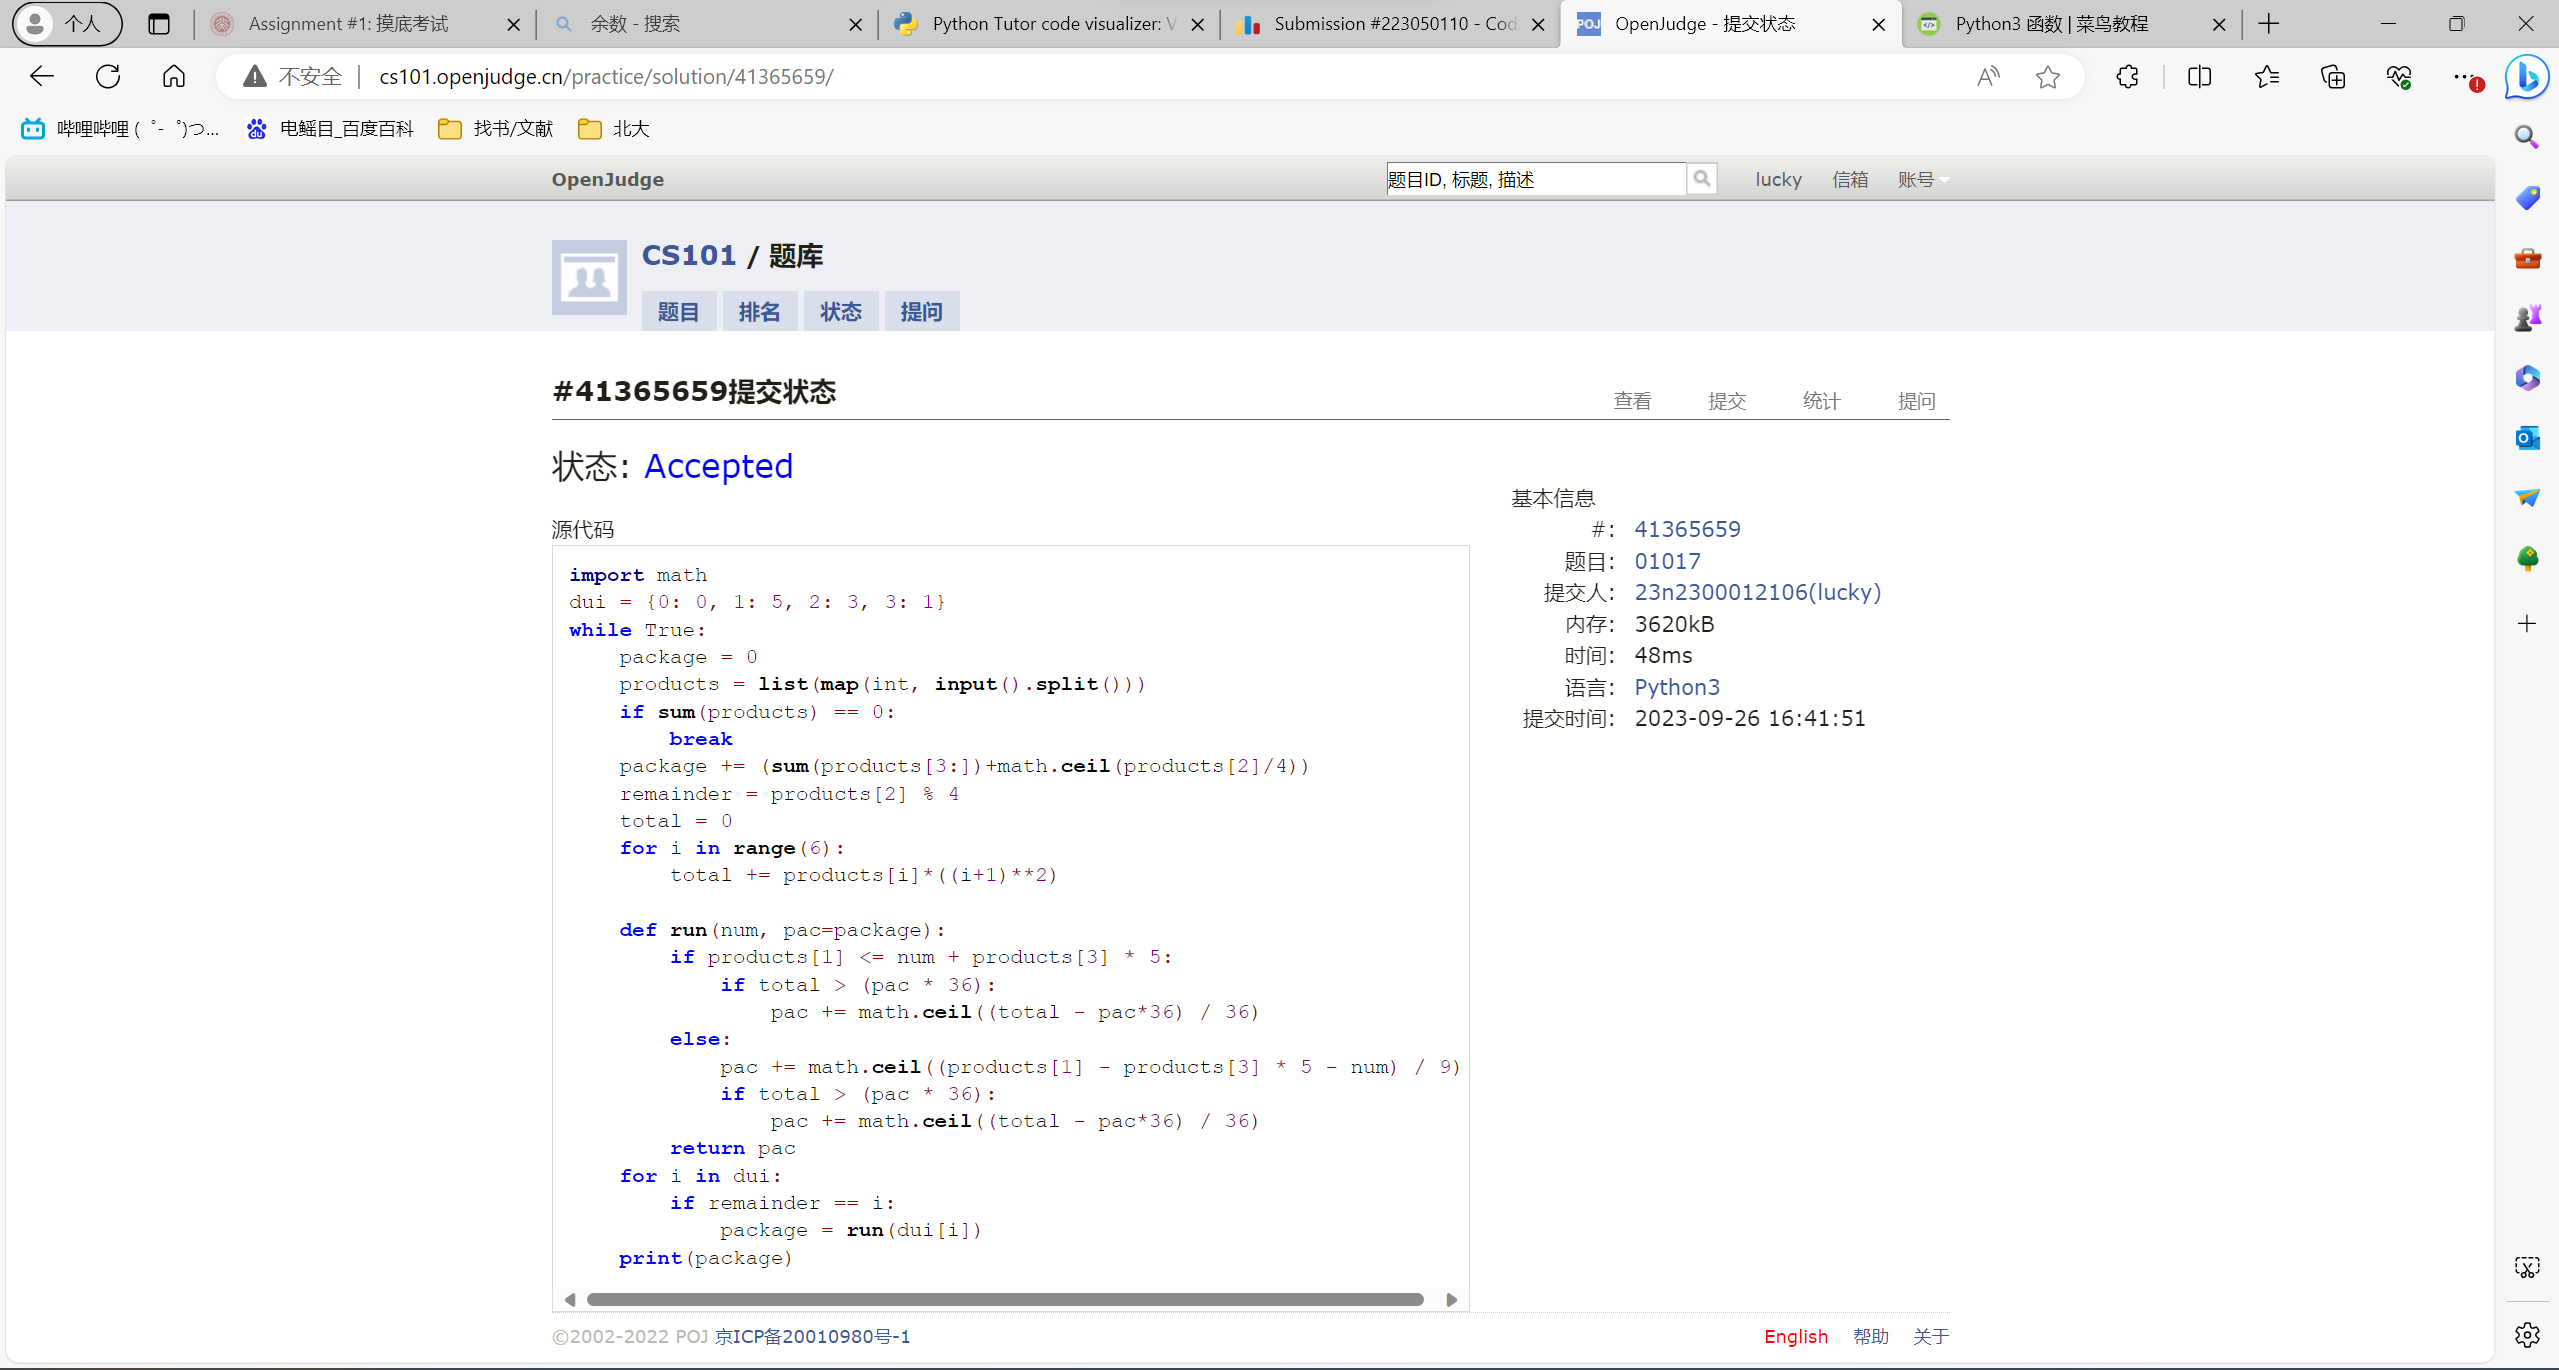 个人
Assignment #1: 摸底考试
余数 - 搜索
Python Tutor code visualizer: V
Submission #223050110 - Cod
OpenJudge - 提交状态
Python3 函数 | 菜鸟教程
不安全 | cs101.openjudge.cn/practice/solution/41365659/
哔哩哔哩 (゜-゜)つ...
电鳐目_百度百科
找书/文献
北大
OpenJudge
题目ID, 标题, 描述
lucky 信箱 账号
CS101 / 题库
题目 排名 状态 提问
#41365659提交状态
查看 提交 统计 提问
状态: Accepted
源代码
import math
dui = {0: 0, 1: 5, 2: 3, 3: 1}
while True:
    package = 0
    products = list(map(int, input().split()))
    if sum(products) == 0:
        break
    package += (sum(products[3:])+math.ceil(products[2]/4))
    remainder = products[2] % 4
    total = 0
    for i in range(6):
        total += products[i]*((i+1)**2)
    def run(num, pac=package):
        if products[1] <= num + products[3] * 5:
            if total > (pac * 36):
                pac += math.ceil((total - pac*36) / 36)
        else:
            pac += math.ceil((products[1] - products[3] * 5 - num) / 9)
            if total > (pac * 36):
                pac += math.ceil((total - pac*36) / 36)
        return pac
    for i in dui:
        if remainder == i:
            package = run(dui[i])
    print(package)
基本信息
#: 41365659
题目: 01017
提交人: 23n2300012106(lucky)
内存: 3620kB
时间: 48ms
语言: Python3
提交时间: 2023-09-26 16:41:51
©2002-2022 POJ 京ICP备20010980号-1
English 帮助 关于